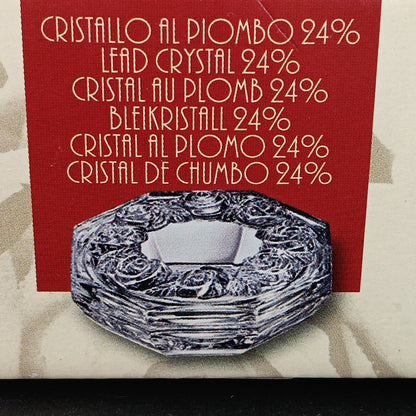 CRISTALLO AL PIOMBO 24%
LEAD CRYSTAL 24%
CRISTAL AU PLOMB 24%
BLEIKRISTALL 24%
CRISTAL AL PLOMO 24%
CRISTAL DE CHUMBO 24%